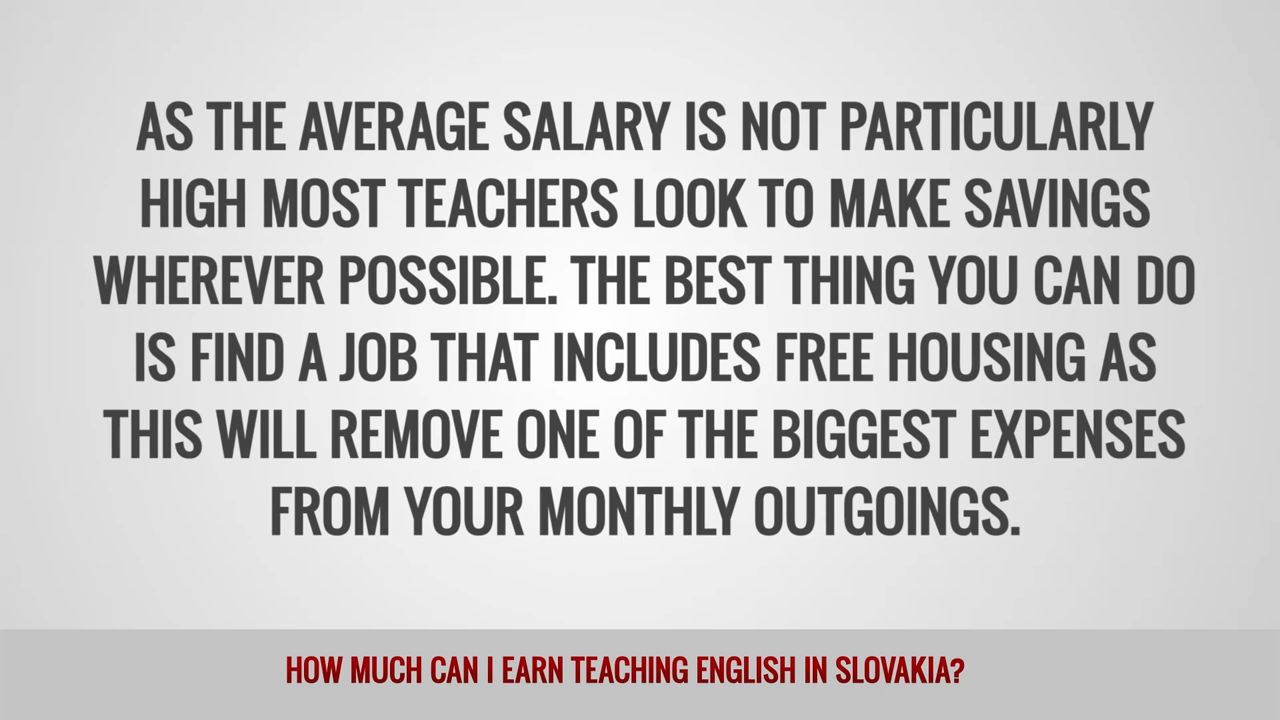 AS THE AVERAGE SALARY IS NOT PARTICULARLY
HIGH MOST TEACHERS LOOK TO MAKE SAVINGS
WHEREVER POSSIBLE. THE BEST THING YOU CAN DO
IS FIND A JOB THAT INCLUDES FREE HOUSING AS
THIS WILL REMOVE ONE OF THE BIGGEST EXPENSES
FROM YOUR MONTHLY OUTGOINGS.
HOW MUCH CAN I EARN TEACHING ENGLISH IN SLOVAKIA?